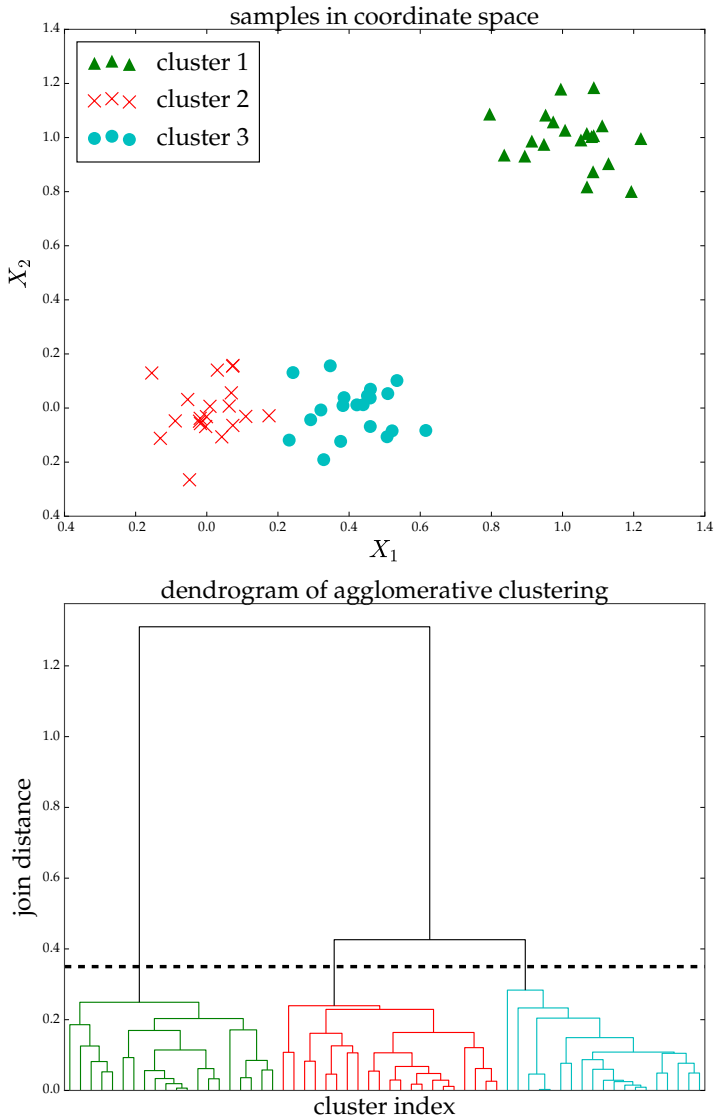 samples in coordinate space
1.4
1.2
1.0
0.8
0.6
0.4
0.2
0.0
0.2
0.4
cluster 1
cluster 2
cluster 3
X_2
0.4 0.2 0.0 0.2 0.4 0.6 0.8 1.0 1.2 1.4
X_1
dendrogram of agglomerative clustering
1.2
1.0
0.8
0.6
0.4
0.2
0.0
join distance
cluster index